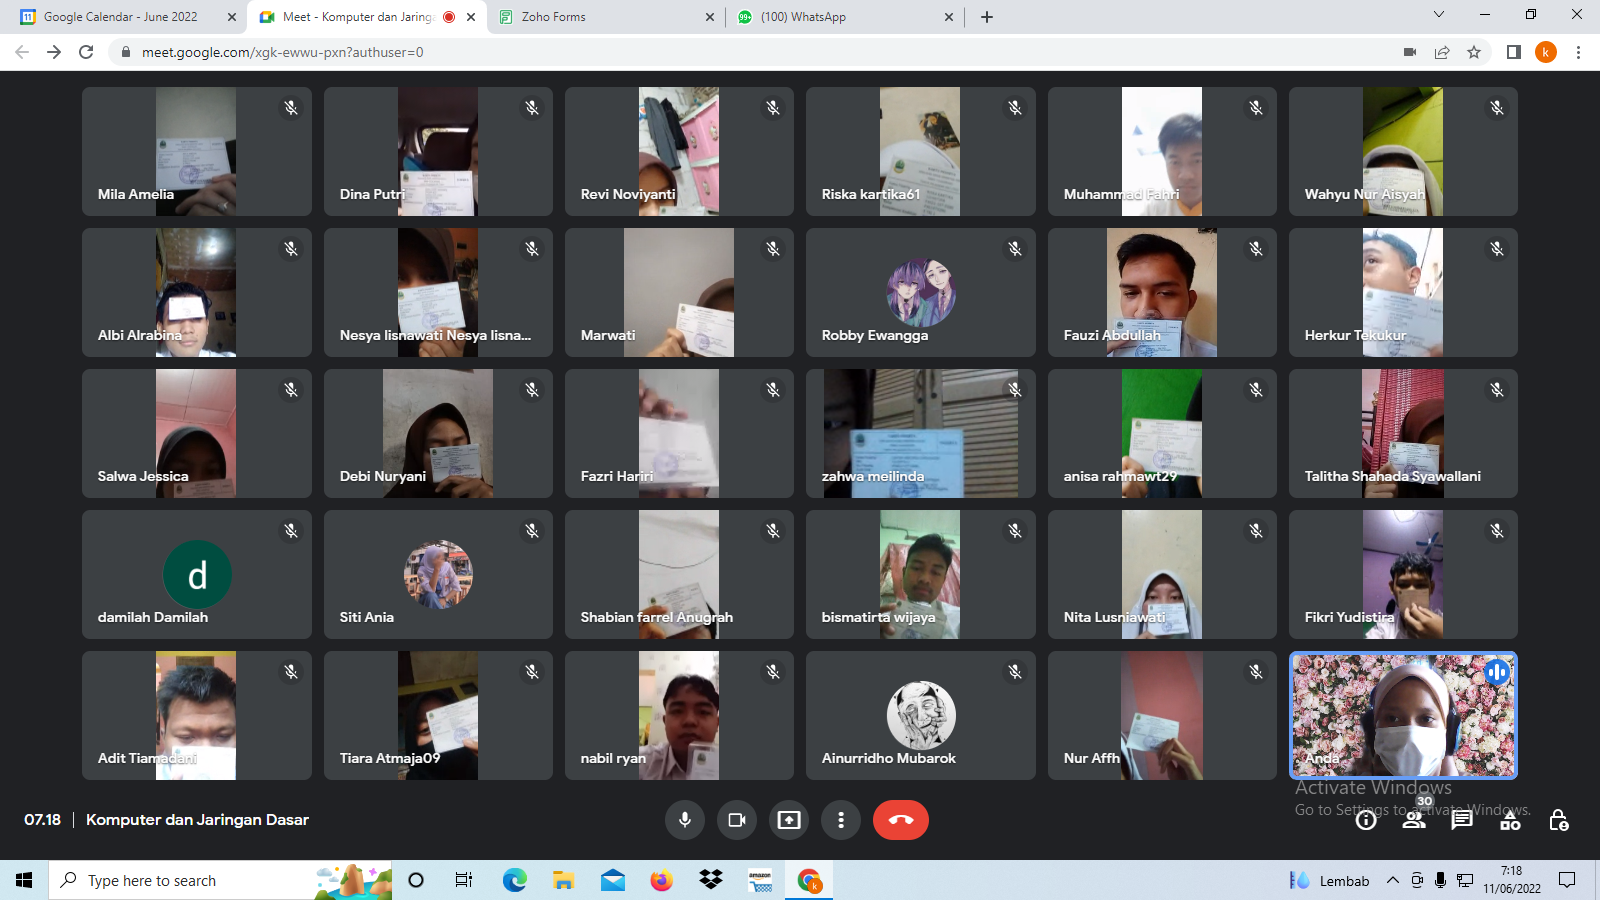 Google Calendar - June 2022
Meet - Komputer dan Jaringa
Zoho Forms
99+
(100) WhatsApp
meet.google.com/xgk-ewwu-pxn?authuser=0
k
Mila Amelia
Dina Putri
Revi Noviyanti
Riska kartika61
Muhammad Fahri
Wahyu Nur Aisyah
Albi Alrabina
Nesya lisnawati Nesya lisna...
Marwati
Robby Ewangga
Fauzi Abdullah
Herkur Tekukur
Salwa Jessica
Debi Nuryani
Fazri Hariri
zahwa meilinda
anisa rahmawt29
Talitha Shahada Syawallani
d
damilah Damilah
Siti Ania
Shabian farrel Anugrah
bismatirta wijaya
Nita Lusniawati
Fikri Yudistira
Adit Tiamadani
Tiara Atmaja09
nabil ryan
Ainurridho Mubarok
Nur Affh
Anda
Activate Windows
Go to Settings to activate Windows.
30
07.18 | Komputer dan Jaringan Dasar
Type here to search
amazon
k
Lembab
7:18
11/06/2022